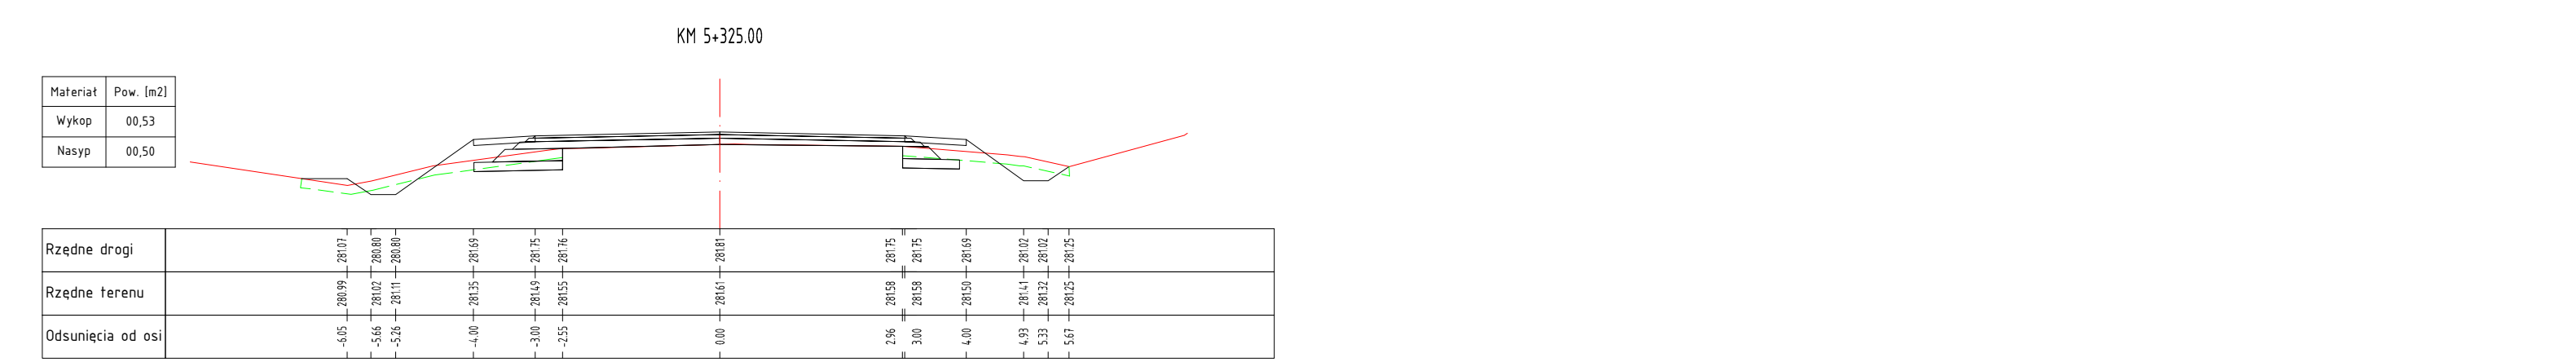 KM 5+325.00
Materiał Pow. [m2]
Wykop 00,53
Nasyp 00,50
Rzędne drogi 281.07 280.80 280.80 281.69 281.75 281.76 281.81 281.75 281.75 281.69 281.02 281.02 281.25
Rzędne terenu 280.99 281.02 281.11 281.35 281.49 281.55 281.61 281.58 281.58 281.50 281.41 281.32 281.25
Odsunięcia od osi -6.05 -5.66 -5.26 -4.00 -3.00 -2.55 0.00 2.96 3.00 4.00 4.93 5.33 5.67